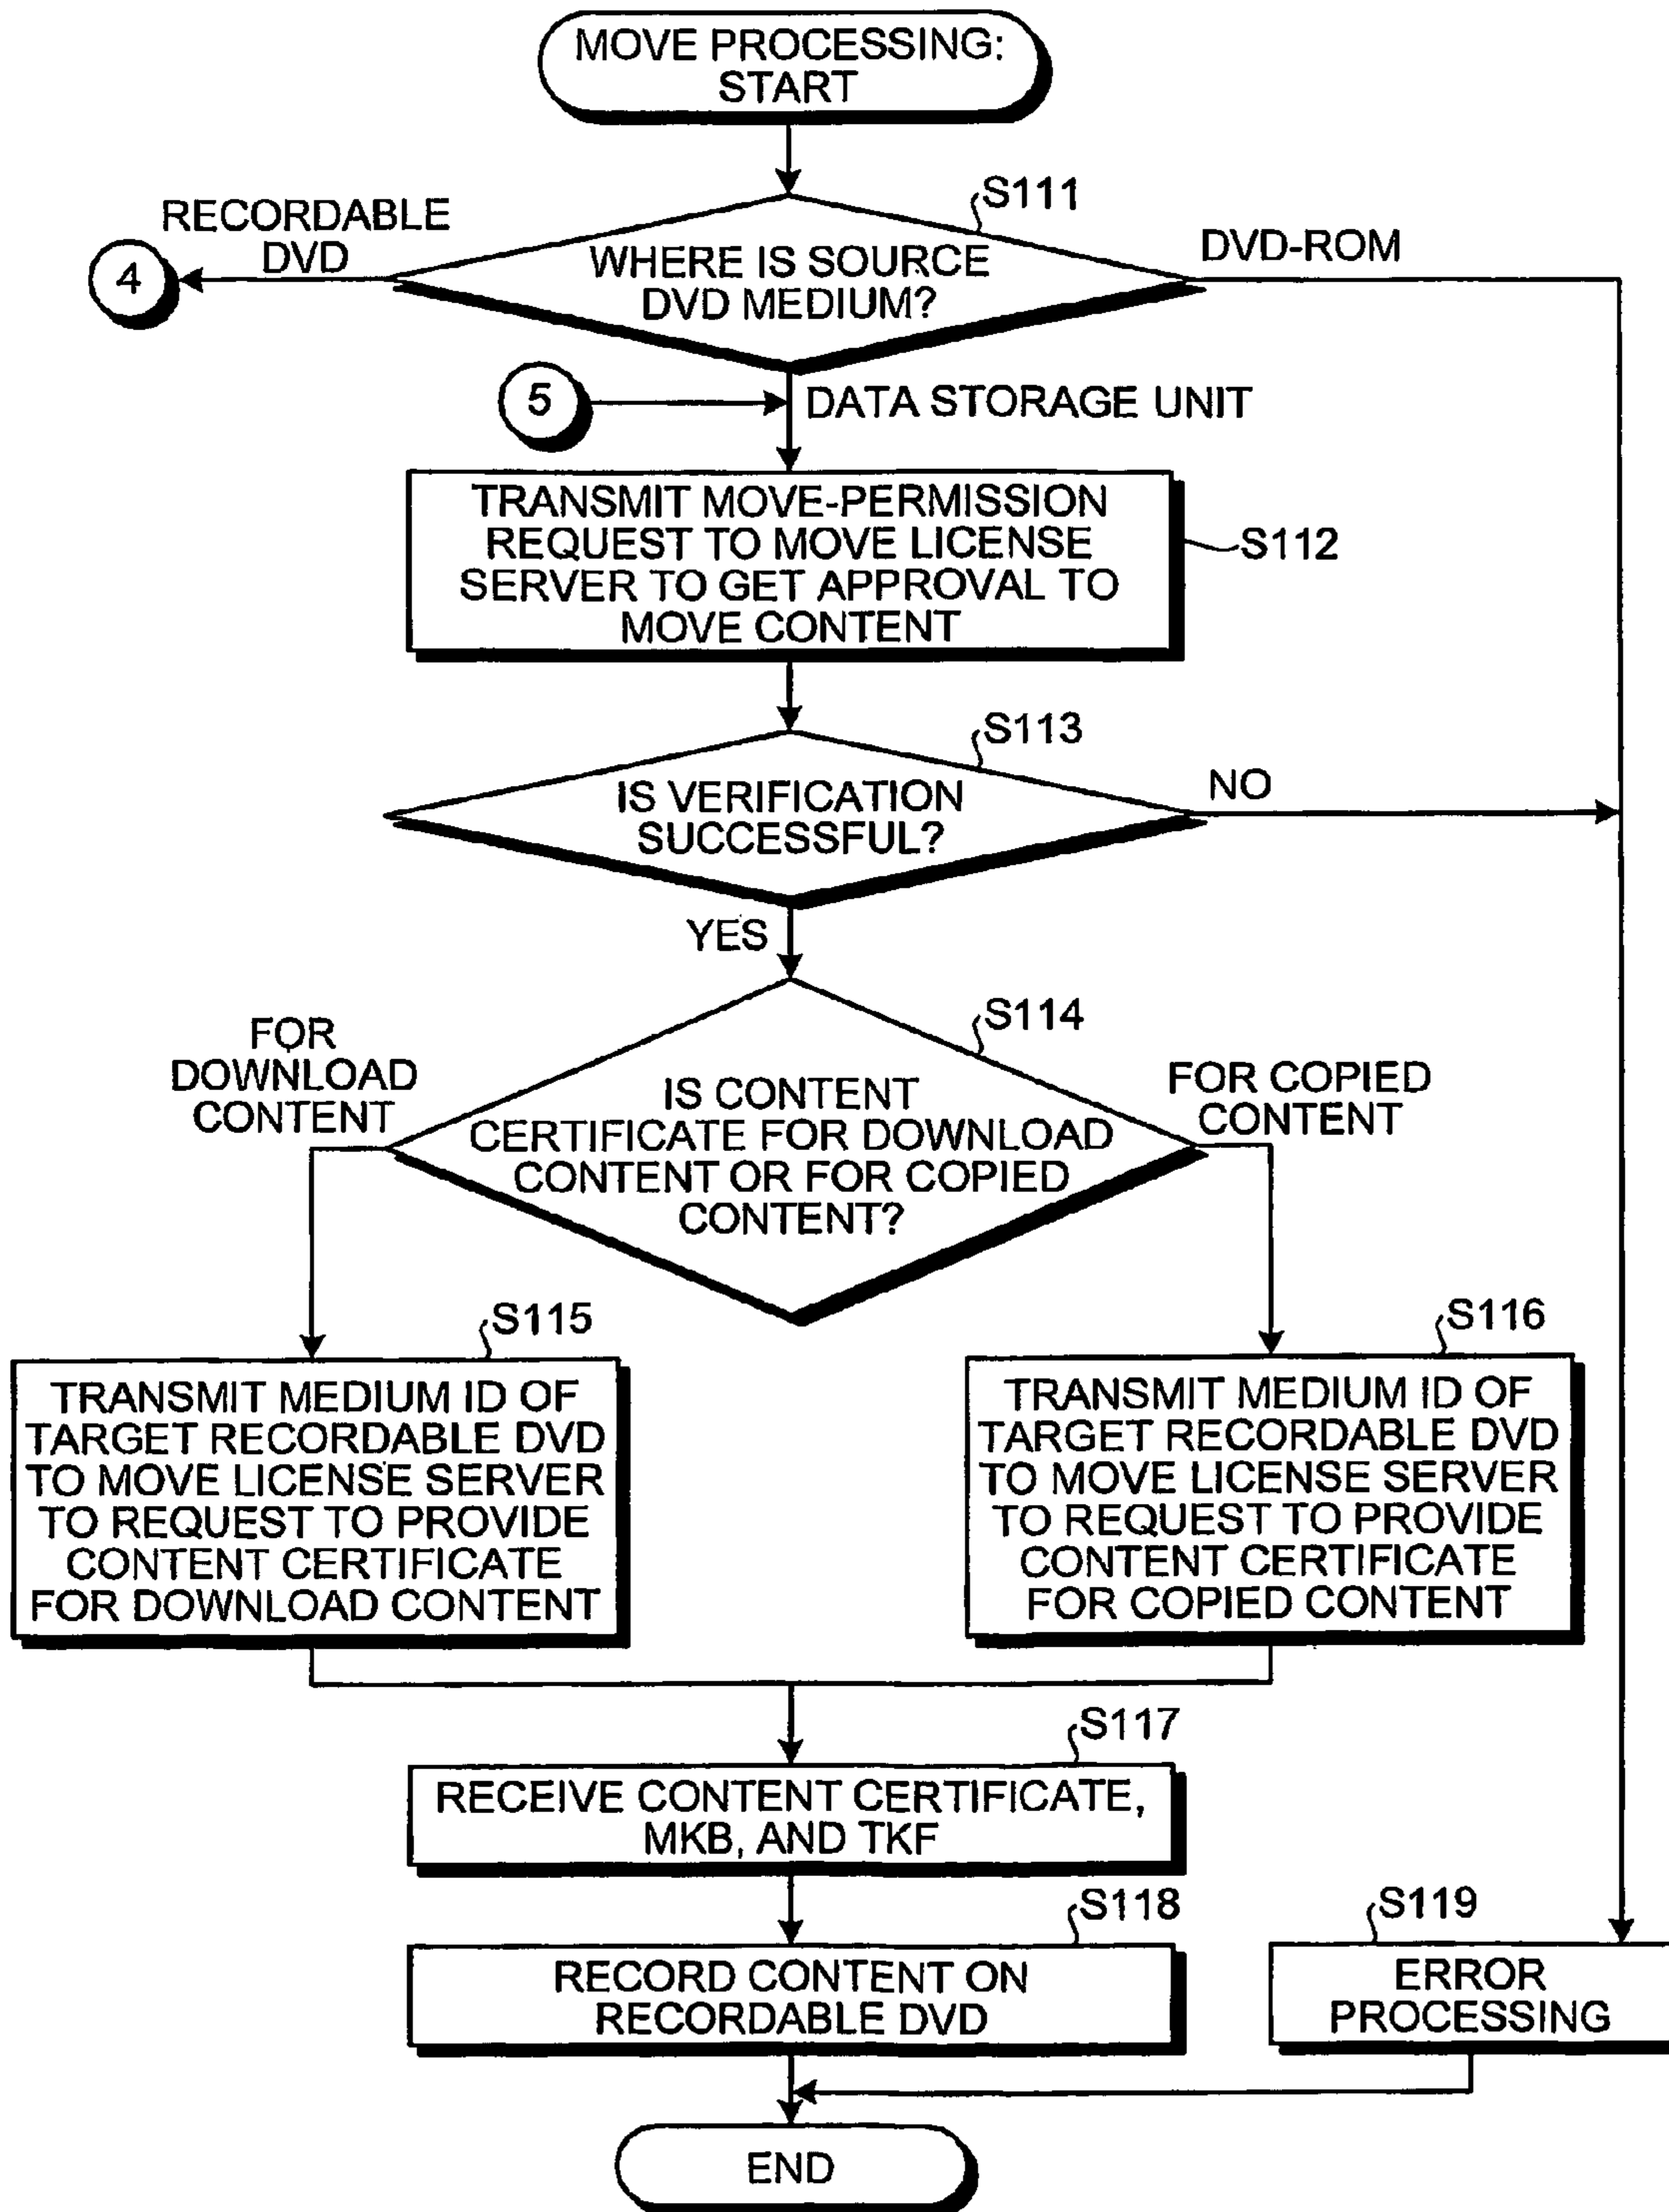 MOVE PROCESSING:
START
S111
RECORDABLE
DVD
4
WHERE IS SOURCE
DVD MEDIUM?
DVD-ROM
5
DATA STORAGE UNIT
TRANSMIT MOVE-PERMISSION
REQUEST TO MOVE LICENSE
SERVER TO GET APPROVAL TO
MOVE CONTENT
S112
S113
IS VERIFICATION
SUCCESSFUL?
NO
YES
S114
FOR
DOWNLOAD
CONTENT
IS CONTENT
CERTIFICATE FOR DOWNLOAD
CONTENT OR FOR COPIED
CONTENT?
FOR COPIED
CONTENT
S115
TRANSMIT MEDIUM ID OF
TARGET RECORDABLE DVD
TO MOVE LICENSE SERVER
TO REQUEST TO PROVIDE
CONTENT CERTIFICATE
FOR DOWNLOAD CONTENT
S116
TRANSMIT MEDIUM ID OF
TARGET RECORDABLE DVD
TO MOVE LICENSE SERVER
TO REQUEST TO PROVIDE
CONTENT CERTIFICATE
FOR COPIED CONTENT
S117
RECEIVE CONTENT CERTIFICATE,
MKB, AND TKF
S118
RECORD CONTENT ON
RECORDABLE DVD
S119
ERROR
PROCESSING
END